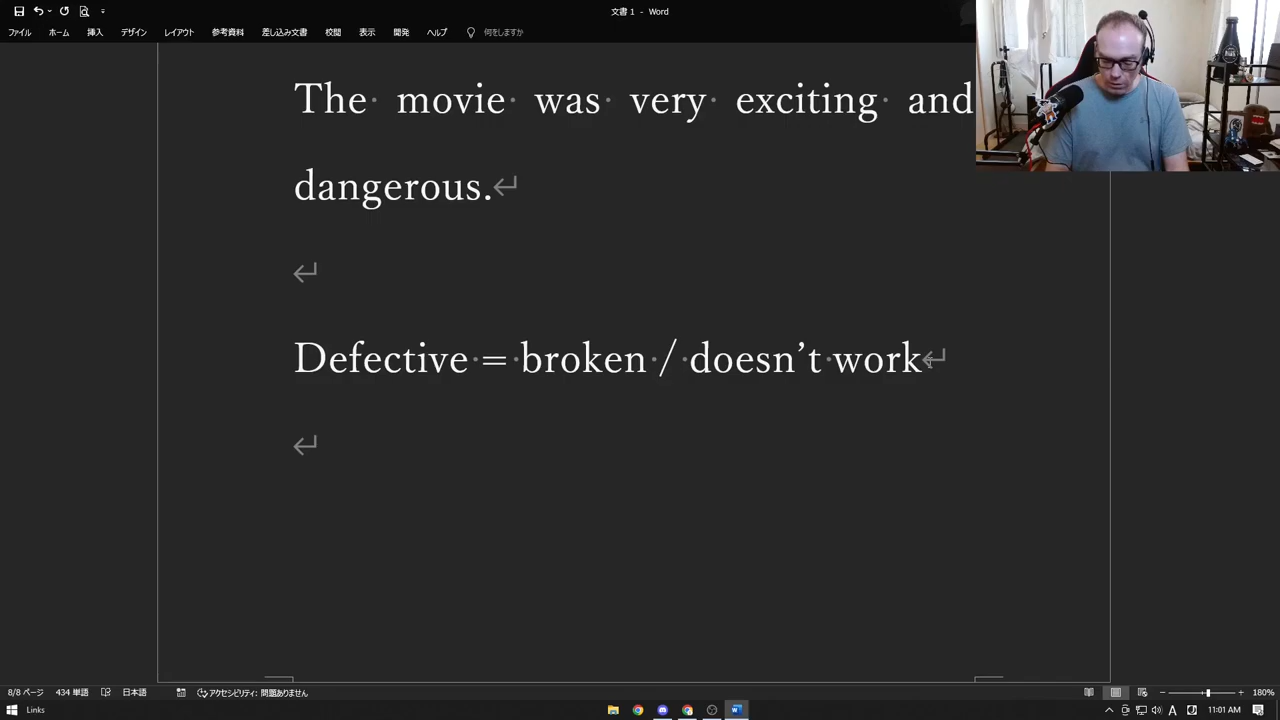 文書 1 - Word
ファイル ホーム 挿入 デザイン レイアウト 参考資料 差し込み文書 校閲 表示 開発 ヘルプ 何をしますか
The movie was very exciting and
dangerous.
Defective = broken / doesn’t work
8/8 ページ 434 単語 日本語 アクセシビリティ: 問題ありません 180%
Links A 11:01 AM